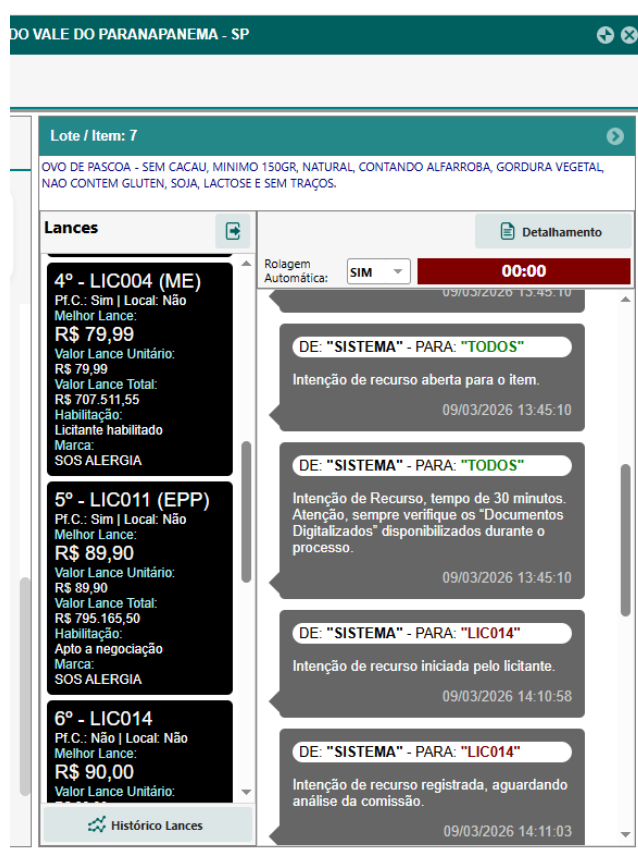 DO VALE DO PARANAPANEMA - SP
Lote / Item: 7
OVO DE PASCOA - SEM CACAU, MINIMO 150GR, NATURAL, CONTANDO ALFARROBA, GORDURA VEGETAL,
NAO CONTEM GLUTEN, SOJA, LACTOSE E SEM TRAÇOS.
Lances
Detalhamento
Rolagem
Automática:
SIM
00:00
4º - LIC004 (ME)
Pf.C.: Sim | Local: Não
Melhor Lance:
R$ 79,99
Valor Lance Unitário:
R$ 79,99
Valor Lance Total:
R$ 707.511,55
Habilitação:
Licitante habilitado
Marca:
SOS ALERGIA
5º - LIC011 (EPP)
Pf.C.: Sim | Local: Não
Melhor Lance:
R$ 89,90
Valor Lance Unitário:
R$ 89,90
Valor Lance Total:
R$ 795.165,50
Habilitação:
Apto a negociação
Marca:
SOS ALERGIA
6º - LIC014
Pf.C.: Não | Local: Não
Melhor Lance:
R$ 90,00
Valor Lance Unitário:
Histórico Lances
09/03/2026 13:45:10
DE: "SISTEMA" - PARA: "TODOS"
Intenção de recurso aberta para o item.
09/03/2026 13:45:10
DE: "SISTEMA" - PARA: "TODOS"
Intenção de Recurso, tempo de 30 minutos.
Atenção, sempre verifique os "Documentos
Digitalizados" disponibilizados durante o
processo.
09/03/2026 13:45:10
DE: "SISTEMA" - PARA: "LIC014"
Intenção de recurso iniciada pelo licitante.
09/03/2026 14:10:58
DE: "SISTEMA" - PARA: "LIC014"
Intenção de recurso registrada, aguardando
análise da comissão.
09/03/2026 14:11:03